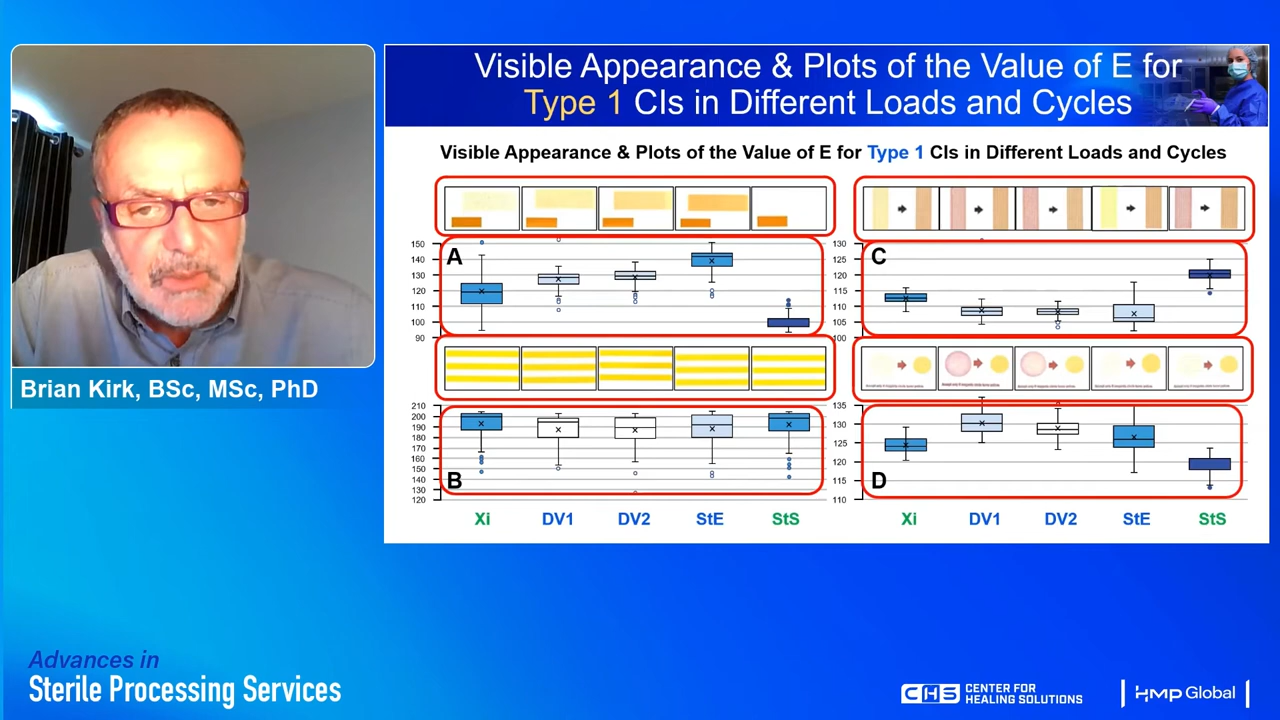 Visible Appearance & Plots of the Value of E for
Type 1 CIs in Different Loads and Cycles
Visible Appearance & Plots of the Value of E for Type 1 CIs in Different Loads and Cycles
A
150
140
130
120
110
100
90
C
130
125
120
115
110
105
100
B
210
200
190
180
170
160
150
140
130
120
D
135
130
125
120
115
110
Xi DV1 DV2 StE StS
Xi DV1 DV2 StE StS
Brian Kirk, BSc, MSc, PhD
Advances in
Sterile Processing Services
CHS CENTER FOR
HEALING SOLUTIONS
HMP Global